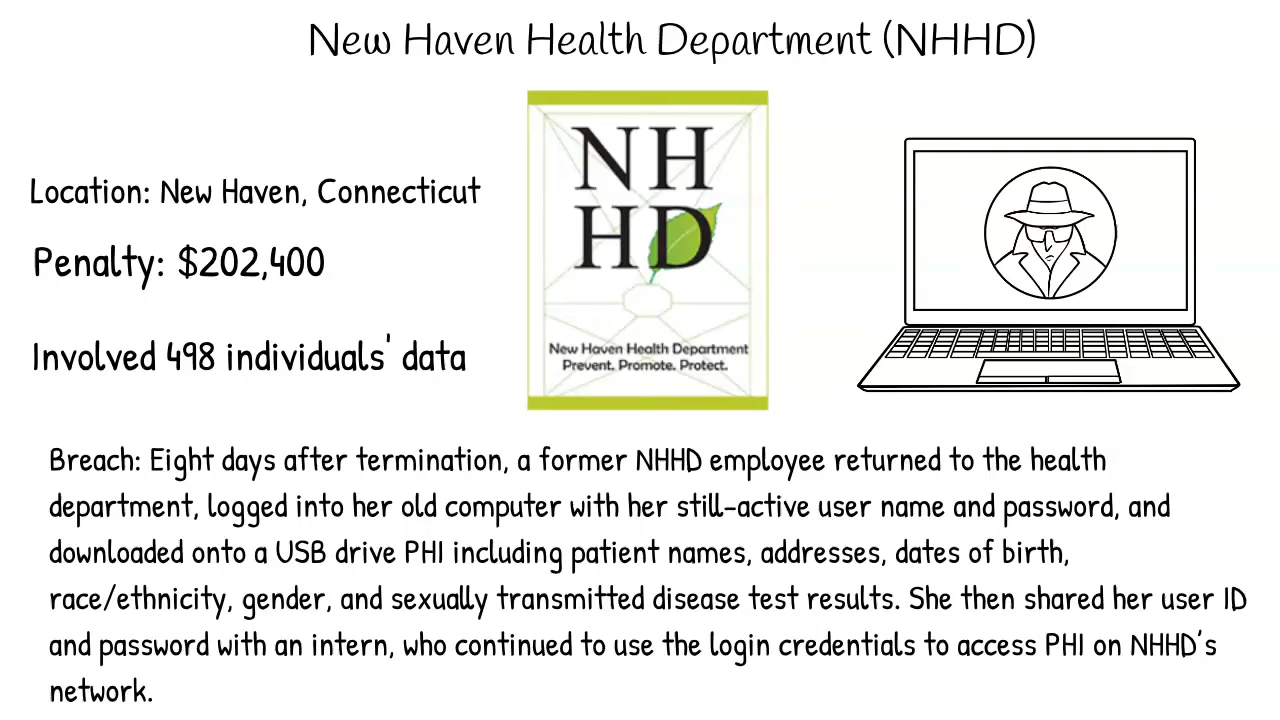 New Haven Health Department (NHHD)
Location: New Haven, Connecticut
Penalty: $202,400
Involved 498 individuals' data
NH
HD
New Haven Health Department
Prevent. Promote. Protect.
Breach: Eight days after termination, a former NHHD employee returned to the health
department, logged into her old computer with her still-active user name and password, and
downloaded onto a USB drive PHI including patient names, addresses, dates of birth,
race/ethnicity, gender, and sexually transmitted disease test results. She then shared her user ID
and password with an intern, who continued to use the login credentials to access PHI on NHHD's
network.